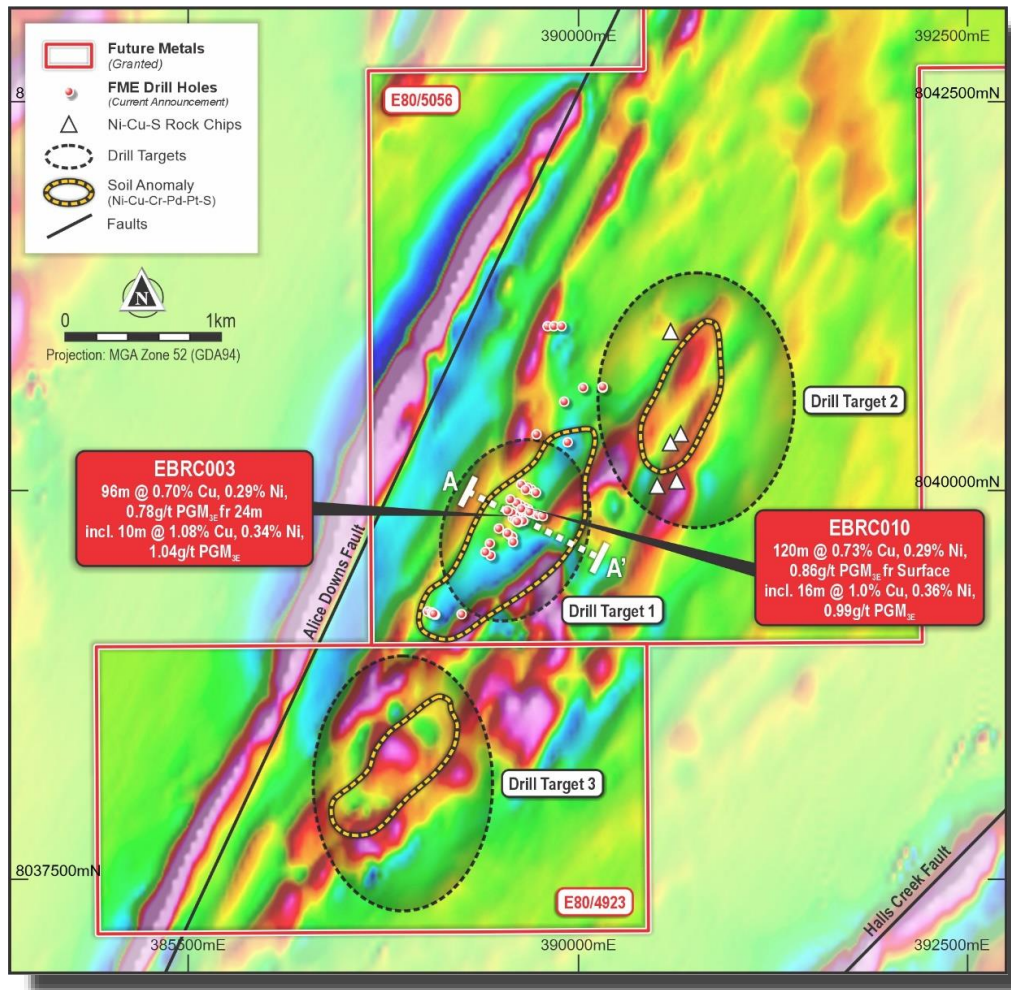 390000mE
392500mE
Future Metals
(Granted)
FME Drill Holes
(Current Announcement)
Ni-Cu-S Rock Chips
Drill Targets
Soil Anomaly
(Ni-Cu-Cr-Pd-Pt-S)
Faults
8
E80/5056
8042500mN
N
0 1km
Projection: MGA Zone 52 (GDA94)
Drill Target 2
EBRC003
96m @ 0.70% Cu, 0.29% Ni,
0.78g/t PGM3E fr 24m
incl. 10m @ 1.08% Cu, 0.34% Ni,
1.04g/t PGM3E
A
A'
8040000mN
EBRC010
120m @ 0.73% Cu, 0.29% Ni,
0.86g/t PGM3E fr Surface
incl. 16m @ 1.0% Cu, 0.36% Ni,
0.99g/t PGM3E
Alice Downs Fault
Drill Target 1
Drill Target 3
8037500mN
E80/4923
Halls Creek Fault
385500mE
390000mE
392500mE